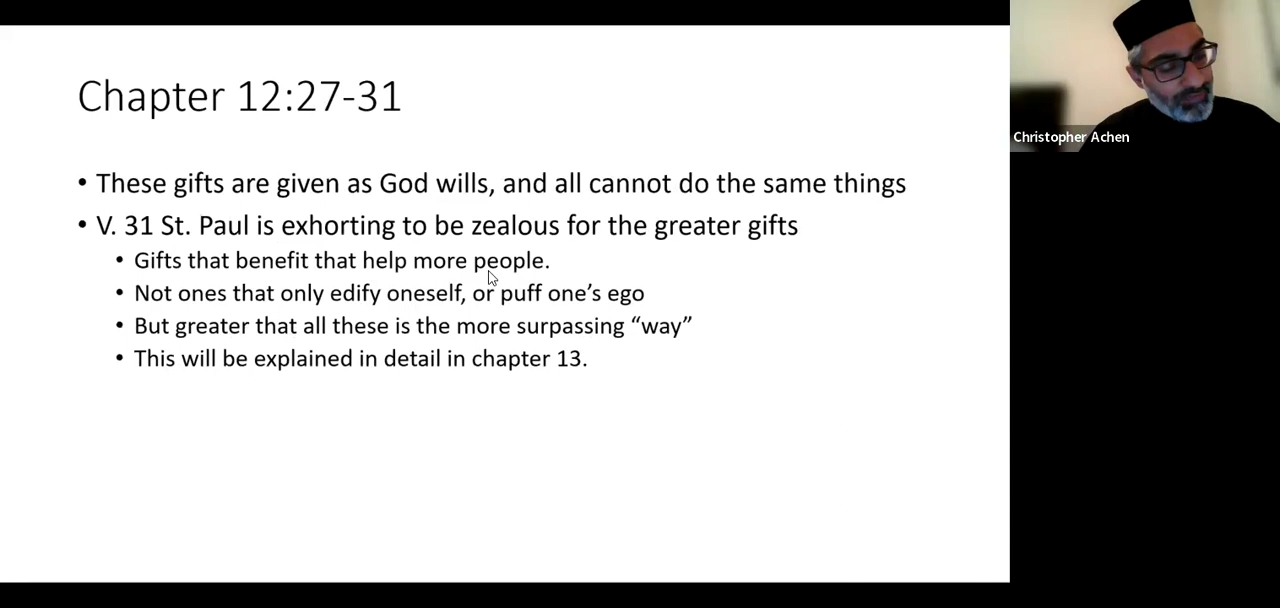 Chapter 12:27-31
• These gifts are given as God wills, and all cannot do the same things
• V. 31 St. Paul is exhorting to be zealous for the greater gifts
• Gifts that benefit that help more people.
• Not ones that only edify oneself, or puff one’s ego
• But greater that all these is the more surpassing “way”
• This will be explained in detail in chapter 13.
Christopher Achen